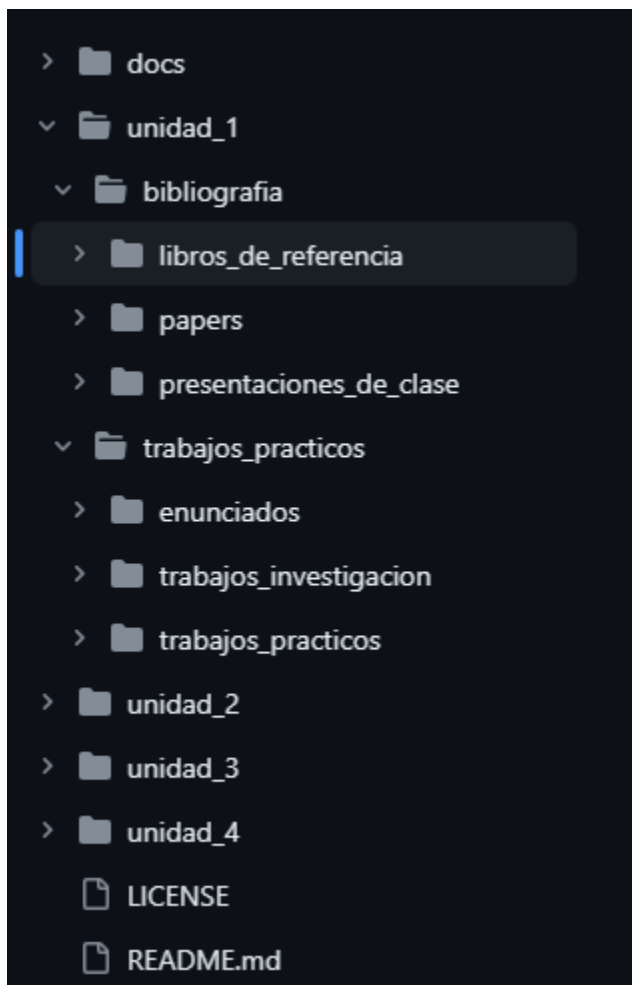 docs
unidad_1
bibliografia
libros_de_referencia
papers
presentaciones_de_clase
trabajos_practicos
enunciados
trabajos_investigacion
trabajos_practicos
unidad_2
unidad_3
unidad_4
LICENSE
README.md